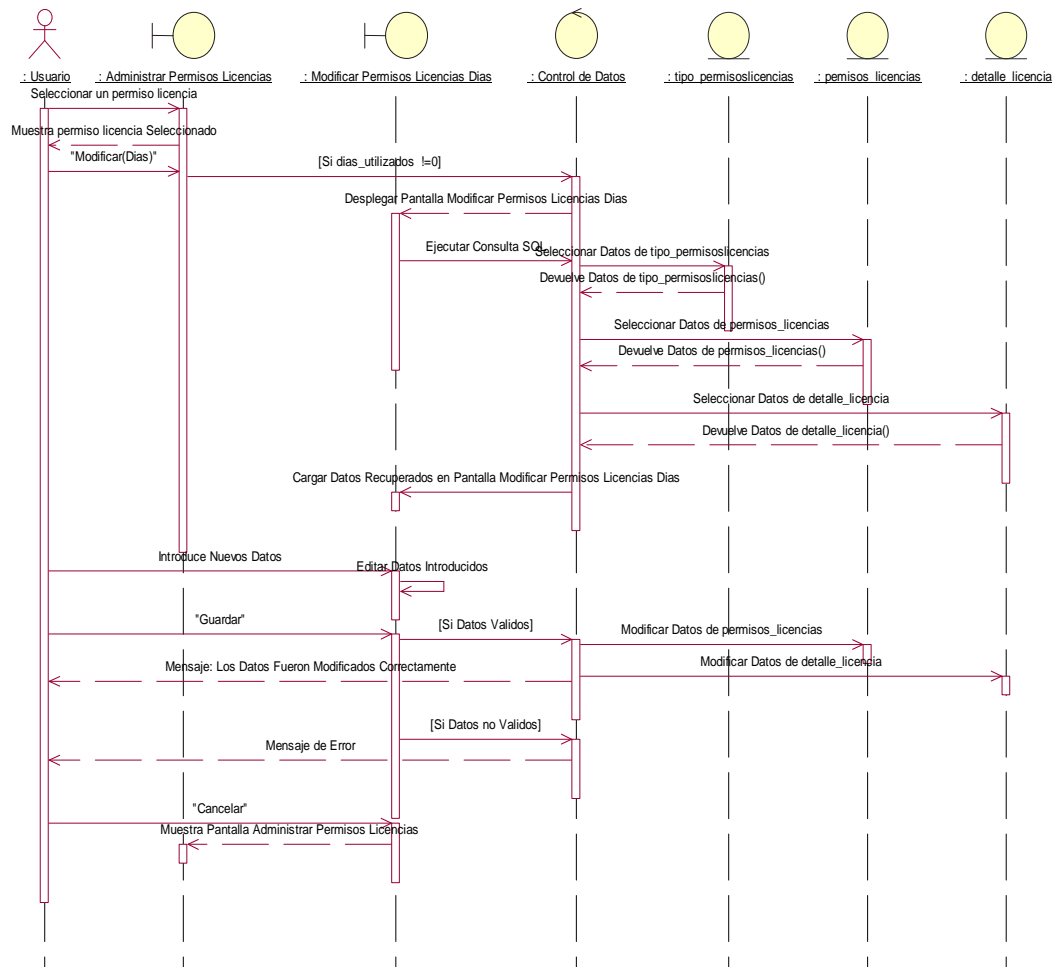 : Usuario
: Administrar Permisos Licencias
: Modificar Permisos Licencias Dias
: Control de Datos
: tipo_permisoslicencias
: pemisos_licencias
: detalle_licencia
Seleccionar un permiso licencia
Muestra permiso licencia Seleccionado
"Modificar(Dias)"
[Si dias_utilizados !=0]
Desplegar Pantalla Modificar Permisos Licencias Dias
Ejecutar Consulta SQL
Seleccionar Datos de tipo_permisoslicencias
Devuelve Datos de tipo_permisoslicencias()
Seleccionar Datos de permisos_licencias
Devuelve Datos de permisos_licencias()
Seleccionar Datos de detalle_licencia
Devuelve Datos de detalle_licencia()
Cargar Datos Recuperados en Pantalla Modificar Permisos Licencias Dias
Introduce Nuevos Datos
Editar Datos Introducidos
"Guardar"
[Si Datos Validos]
Modificar Datos de permisos_licencias
Modificar Datos de detalle_licencia
Mensaje: Los Datos Fueron Modificados Correctamente
[Si Datos no Validos]
Mensaje de Error
"Cancelar"
Muestra Pantalla Administrar Permisos Licencias